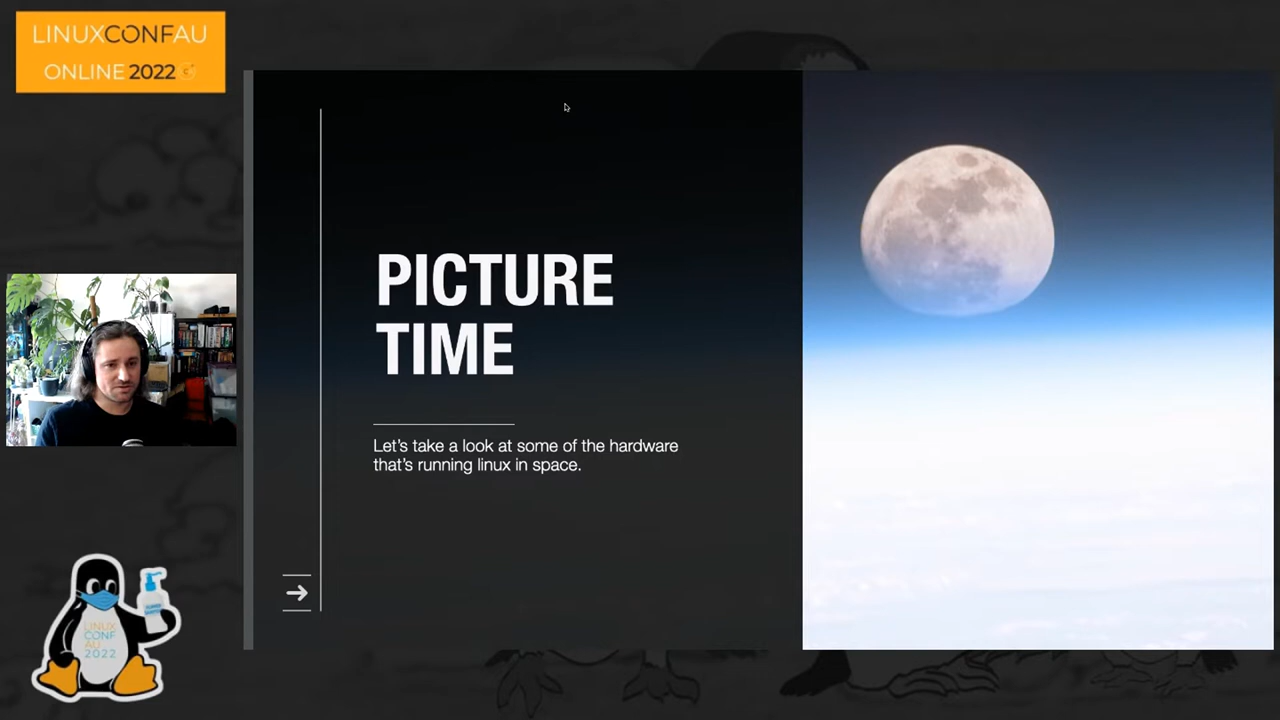 LINUXCONFAU
ONLINE 2022
PICTURE
TIME
Let's take a look at some of the hardware
that's running linux in space.
LINUX
CONF
AU
2022